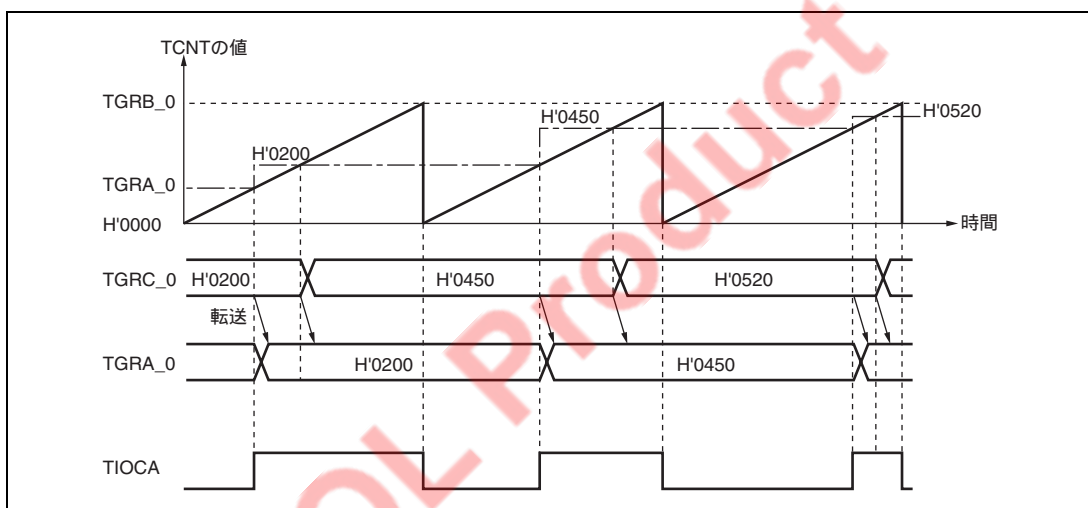 TCNTの値
TGRB_0
H'0520
H'0450
H'0200
TGRA_0
H'0000
時間
TGRC_0
H'0200
H'0450
H'0520
転送
TGRA_0
H'0200
H'0450
TIOCA
OL Product